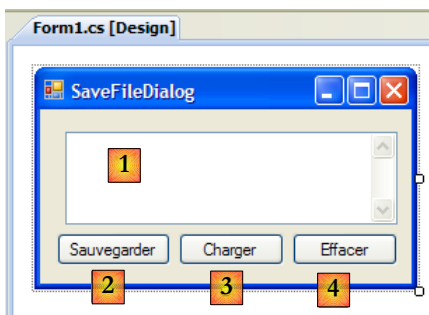 Form1.cs [Design]
SaveFileDialog
1
Sauvegarder Charger Effacer
2 3 4